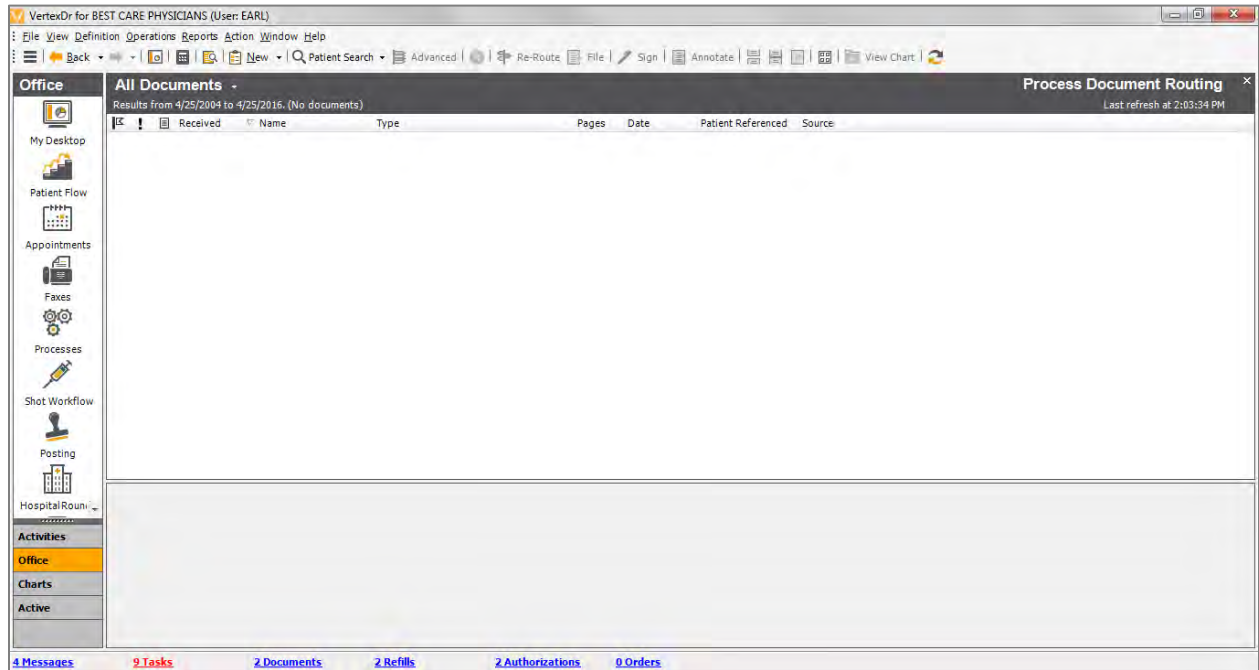 VertexDr for BEST CARE PHYSICIANS (User: EARL)
File View Definition Operations Reports Action Window Help
Back New Patient Search Advanced Re-Route File Sign Annotate View Chart
Office
All Documents
Process Document Routing
Results from 4/25/2004 to 4/25/2016. (No documents)
Last refresh at 2:03:34 PM
Received Name Type Pages Date Patient Referenced Source
My Desktop
Patient Flow
Appointments
Faxes
Processes
Shot Workflow
Posting
HospitalRoun
Activities
Office
Charts
Active
4 Messages 9 Tasks 2 Documents 2 Refills 2 Authorizations 0 Orders